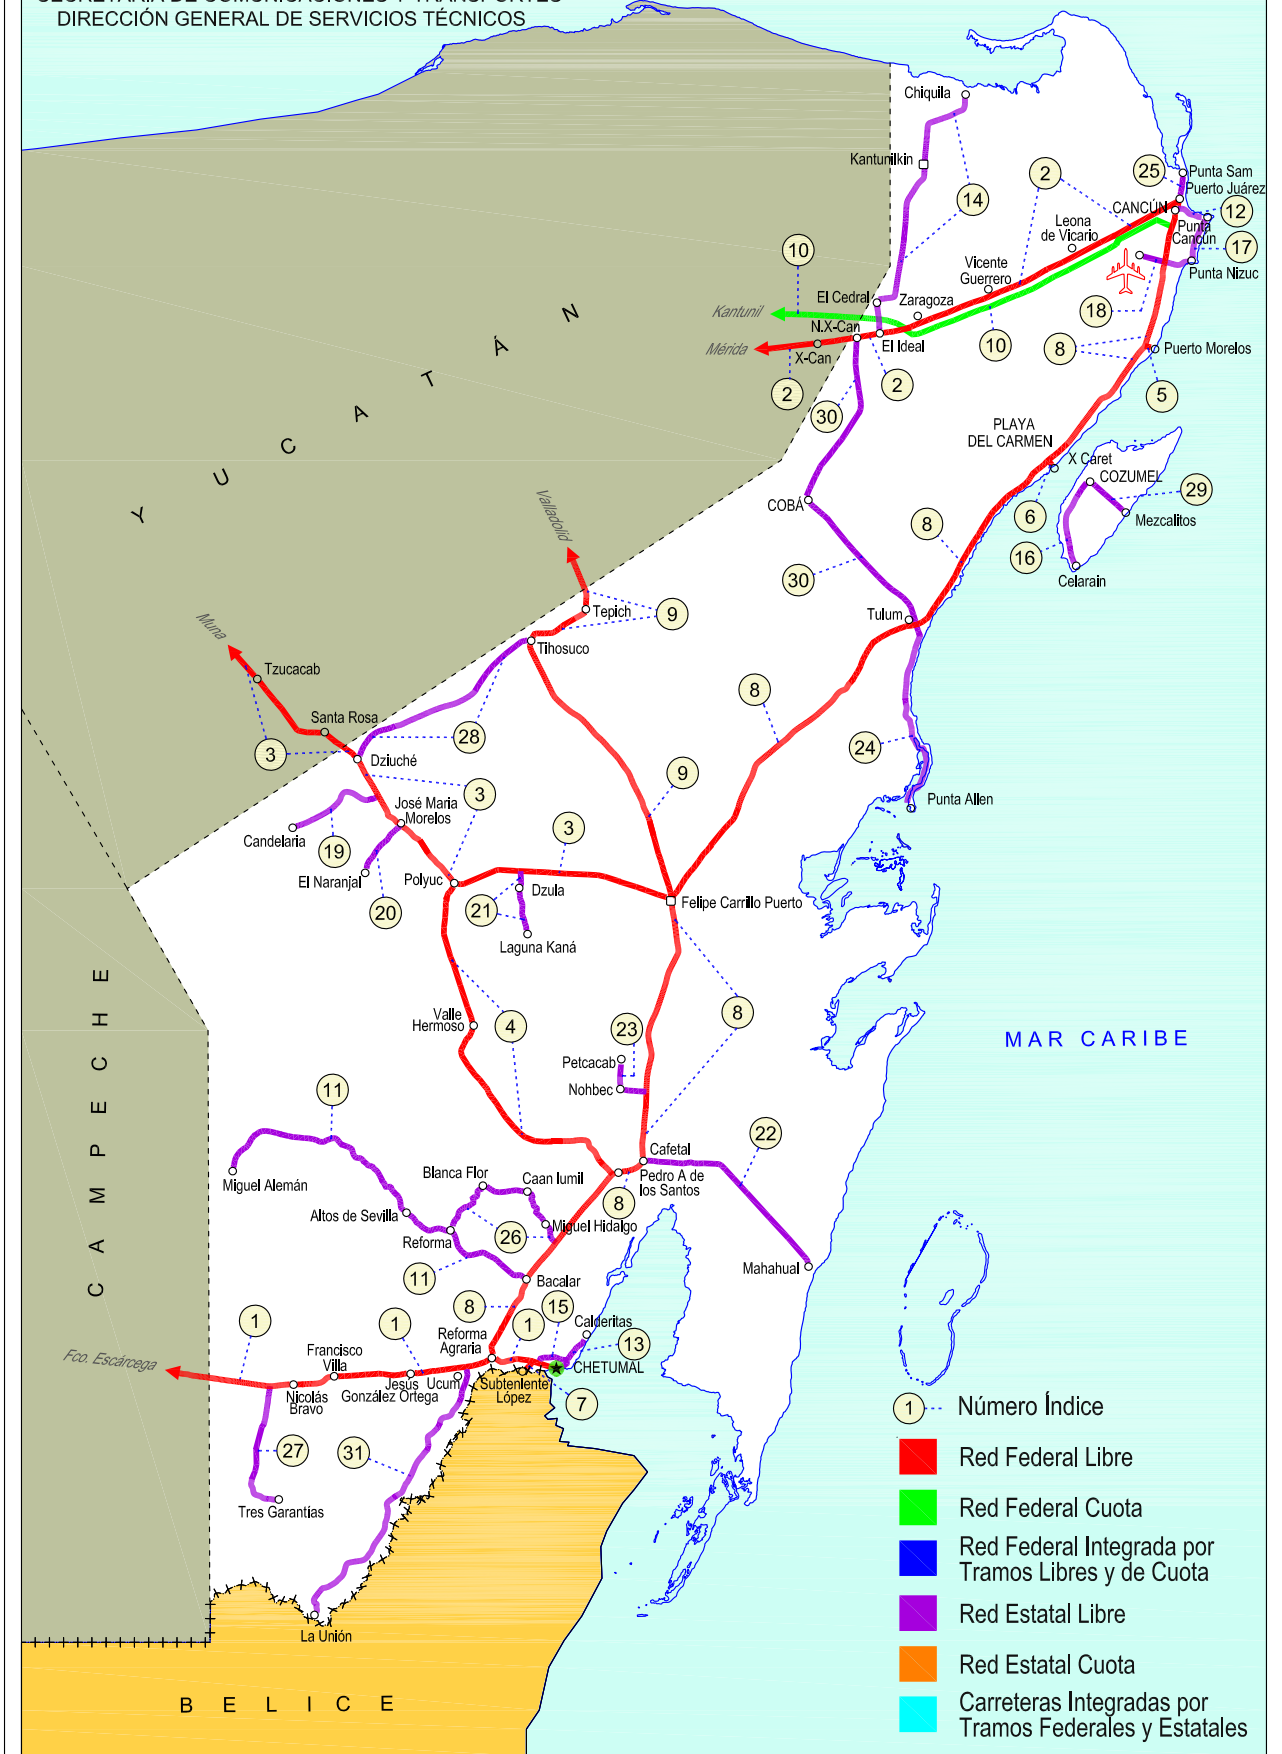 SECRETARÍA DE COMUNICACIONES Y TRANSPORTES
DIRECCIÓN GENERAL DE SERVICIOS TÉCNICOS
Chiquila
Kantunilkin
14
2
25
Punta Sam
Puerto Juárez
CANCÚN
12
Punta
Cancún
17
Punta Nizuc
Leona
de Vicario
10
Vicente
Guerrero
El Cedral
Zaragoza
Kantunil
N.X-Can
El Ideal
Mérida
X-Can
18
10
8
Puerto Morelos
2
2
30
5
PLAYA
DEL CARMEN
X Caret
COZUMEL
29
Mezcalitos
6
16
Celarain
COBÁ
8
30
Tulum
YUCATÁN
Valladolid
Tepich
9
Tihosuco
Muna
Tzucacab
Santa Rosa
3
Dziuché
28
8
24
Punta Allen
9
3
José Maria
Morelos
3
Candelaria
19
El Naranjal
20
Polyuc
21
Dzula
Laguna Kaná
Felipe Carrillo Puerto
CAMPECHE
Valle
Hermoso
4
23
8
Petcacab
Nohbec
MAR CARIBE
11
22
Miguel Alemán
Cafetal
Pedro A de
los Santos
8
Blanca Flor
Caan lumil
Altos de Sevilla
Miguel Hidalgo
Reforma
26
11
Mahahual
Bacalar
8
15
1
Calderitas
13
Reforma
Agraria
1
1
Francisco
Villa
Fco. Escárcega
CHETUMAL
Nicolás
Bravo
Jesús
González Ortega
Ucum
Subteniente
López
7
27
31
Tres Garantías
La Unión
BELICE
1
Número Índice
Red Federal Libre
Red Federal Cuota
Red Federal Integrada por
Tramos Libres y de Cuota
Red Estatal Libre
Red Estatal Cuota
Carreteras Integradas por
Tramos Federales y Estatales